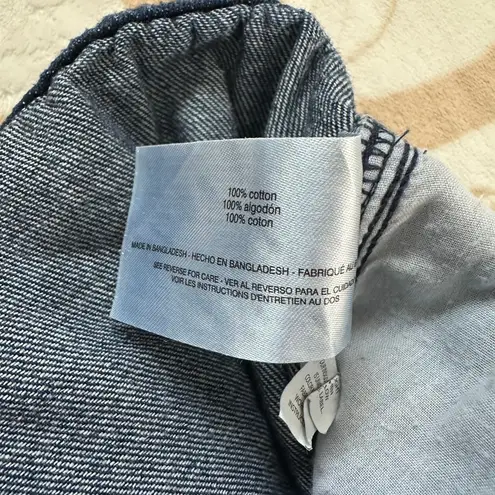 100% cotton
100% algodón
100% coton
MADE IN BANGLADESH - HECHO EN BANGLADESH - FABRIQUÉ AU
SEE REVERSE FOR CARE - VER AL REVERSO PARA EL CUIDADO
VOIR LES INSTRUCTIONS D'ENTRETIEN AU DOS